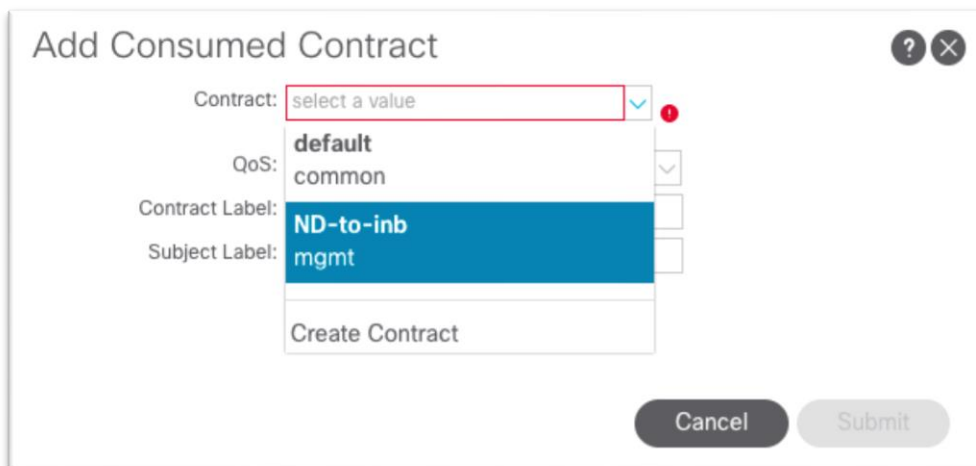 Add Consumed Contract
Contract: select a value
default
QoS:
common
Contract Label:
ND-to-inb
Subject Label: mgmt
Create Contract
Cancel Submit